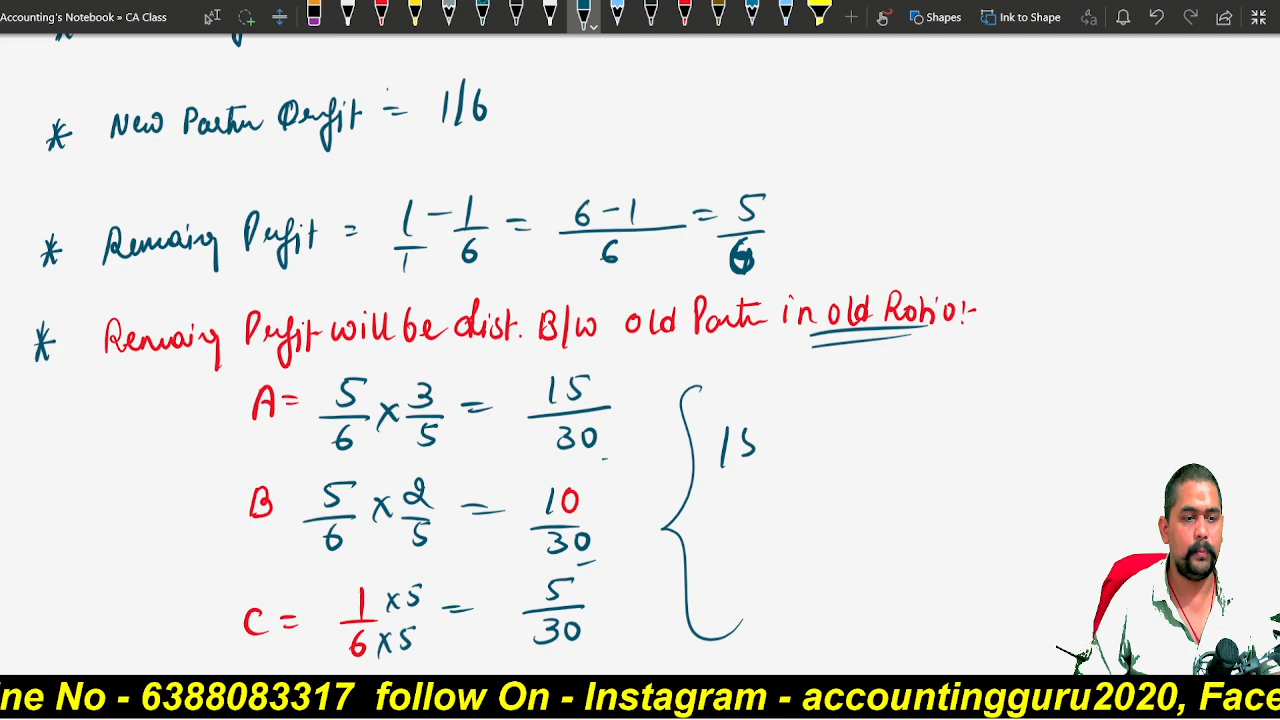 Accounting's Notebook » CA Class
Shapes
Ink to Shape
* New Partn Profit = 1/6
* Remaing Profit = 1/1 - 1/6 = 6-1/6 = 5/6
* Remaing Profit will be dist. B/w old Partn in old Ratio:-
A = 5/6 × 3/5 = 15/30
15
B 5/6 × 2/5 = 10/30
C = 1/6 ×5 ×5 = 5/30
ine No - 6388083317 follow On - Instagram - accountingguru2020, Face